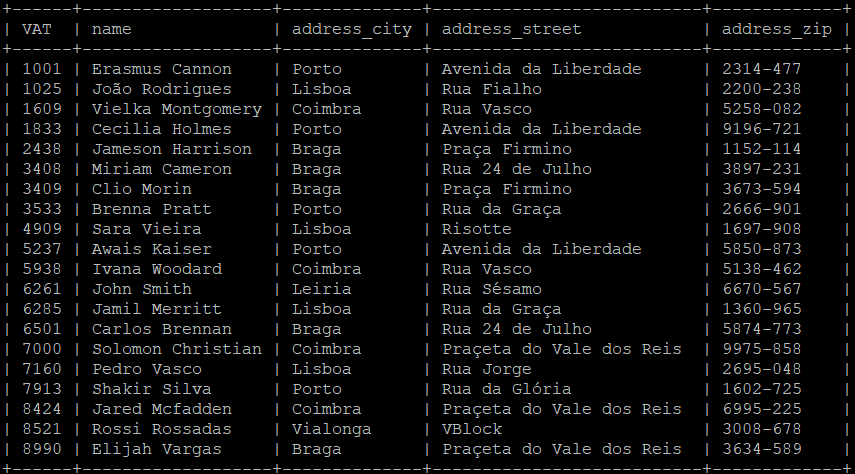 +------+-------------------+--------------+---------------------------+-------------+
| VAT  | name              | address_city | address_street            | address_zip |
+------+-------------------+--------------+---------------------------+-------------+
| 1001 | Erasmus Cannon    | Porto        | Avenida da Liberdade      | 2314-477    |
| 1025 | João Rodrigues    | Lisboa       | Rua Fialho                | 2200-238    |
| 1609 | Vielka Montgomery | Coimbra      | Rua Vasco                 | 5258-082    |
| 1833 | Cecilia Holmes    | Porto        | Avenida da Liberdade      | 9196-721    |
| 2438 | Jameson Harrison  | Braga        | Praça Firmino             | 1152-114    |
| 3408 | Miriam Cameron    | Braga        | Rua 24 de Julho           | 3897-231    |
| 3409 | Clio Morin        | Braga        | Praça Firmino             | 3673-594    |
| 3533 | Brenna Pratt      | Porto        | Rua da Graça              | 2666-901    |
| 4909 | Sara Vieira       | Lisboa       | Risotte                   | 1697-908    |
| 5237 | Awais Kaiser      | Porto        | Avenida da Liberdade      | 5850-873    |
| 5938 | Ivana Woodard     | Coimbra      | Rua Vasco                 | 5138-462    |
| 6261 | John Smith        | Leiria       | Rua Sésamo                | 6670-567    |
| 6285 | Jamil Merritt     | Lisboa       | Rua da Graça              | 1360-965    |
| 6501 | Carlos Brennan    | Braga        | Rua 24 de Julho           | 5874-773    |
| 7000 | Solomon Christian | Coimbra      | Praçeta do Vale dos Reis  | 9975-858    |
| 7160 | Pedro Vasco       | Lisboa       | Rua Jorge                 | 2695-048    |
| 7913 | Shakir Silva      | Porto        | Rua da Glória             | 1602-725    |
| 8424 | Jared Mcfadden    | Coimbra      | Praçeta do Vale dos Reis  | 6995-225    |
| 8521 | Rossi Rossadas    | Vialonga     | VBlock                    | 3008-678    |
| 8990 | Elijah Vargas     | Braga        | Praçeta do Vale dos Reis  | 3634-589    |
+------+-------------------+--------------+---------------------------+-------------+